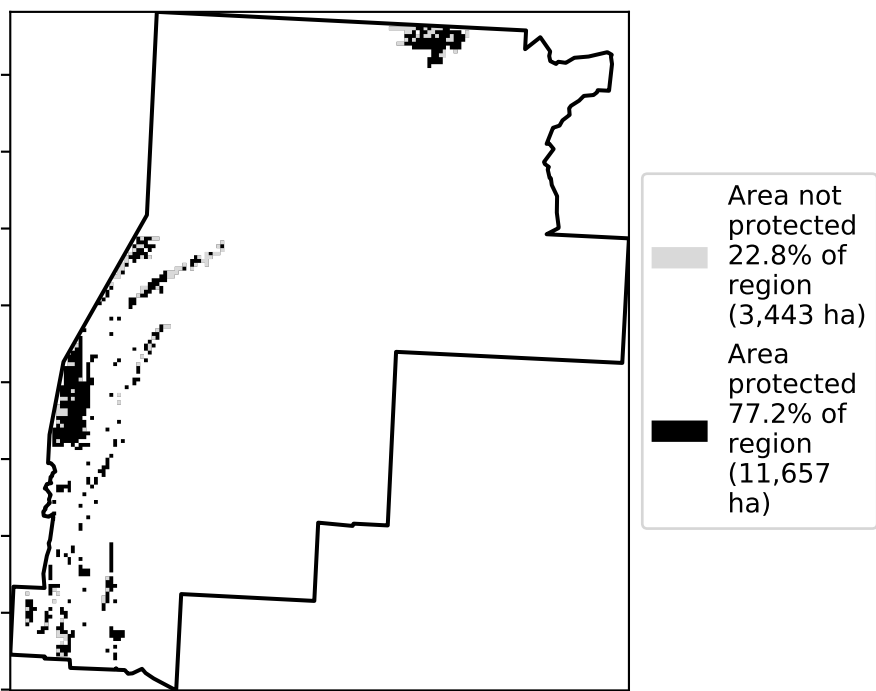 Area not
protected
22.8% of
region
(3,443 ha)
Area
protected
77.2% of
region
(11,657
ha)